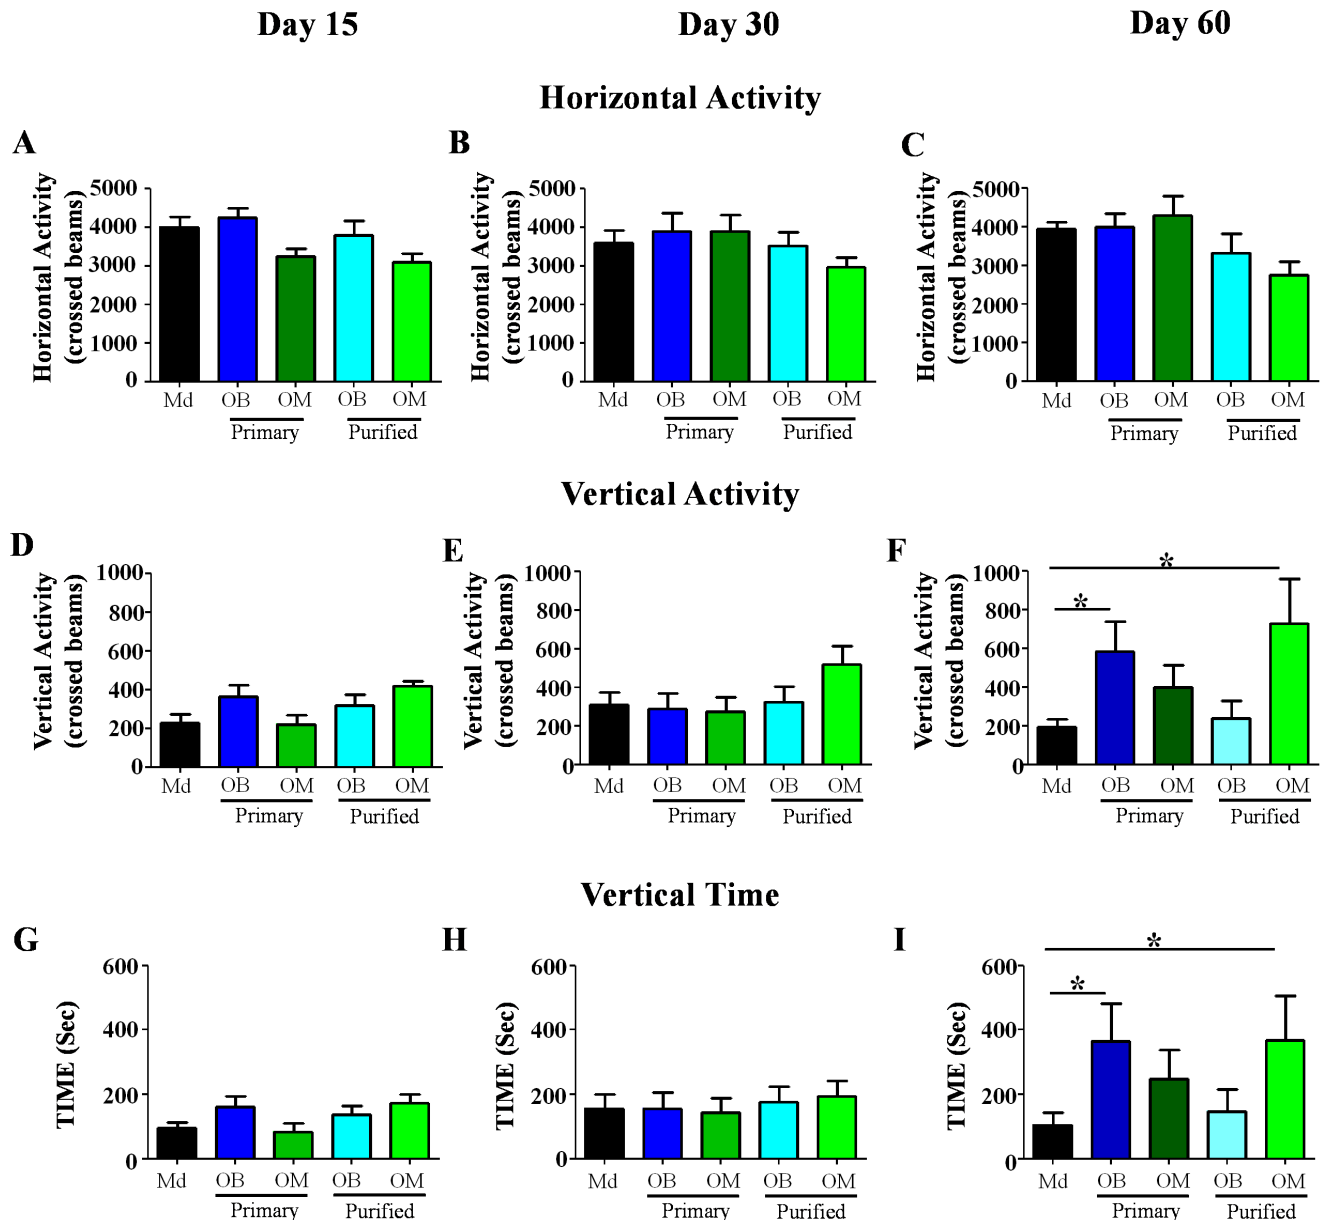 Day 15 Day 30 Day 60
Horizontal Activity
A B C
Horizontal Activity
(crossed beams)
5000
4000
3000
2000
1000
0
Md OB OM OB OM
Primary Purified
Horizontal Activity
(crossed beams)
5000
4000
3000
2000
1000
0
Md OB OM OB OM
Primary Purified
Horizontal Activity
(crossed beams)
5000
4000
3000
2000
1000
0
Md OB OM OB OM
Primary Purified
Vertical Activity
D E F
Vertical Activity
(crossed beams)
1000
800
600
400
200
0
Md OB OM OB OM
Primary Purified
Vertical Activity
(crossed beams)
1000
800
600
400
200
0
Md OB OM OB OM
Primary Purified
Vertical Activity
(crossed beams)
1000
800
600
400
200
0
*
*
Md OB OM OB OM
Primary Purified
Vertical Time
G H I
TIME (Sec)
600
400
200
0
Md OB OM OB OM
Primary Purified
TIME (Sec)
600
400
200
0
Md OB OM OB OM
Primary Purified
TIME (Sec)
600
400
200
0
*
*
Md OB OM OB OM
Primary Purified